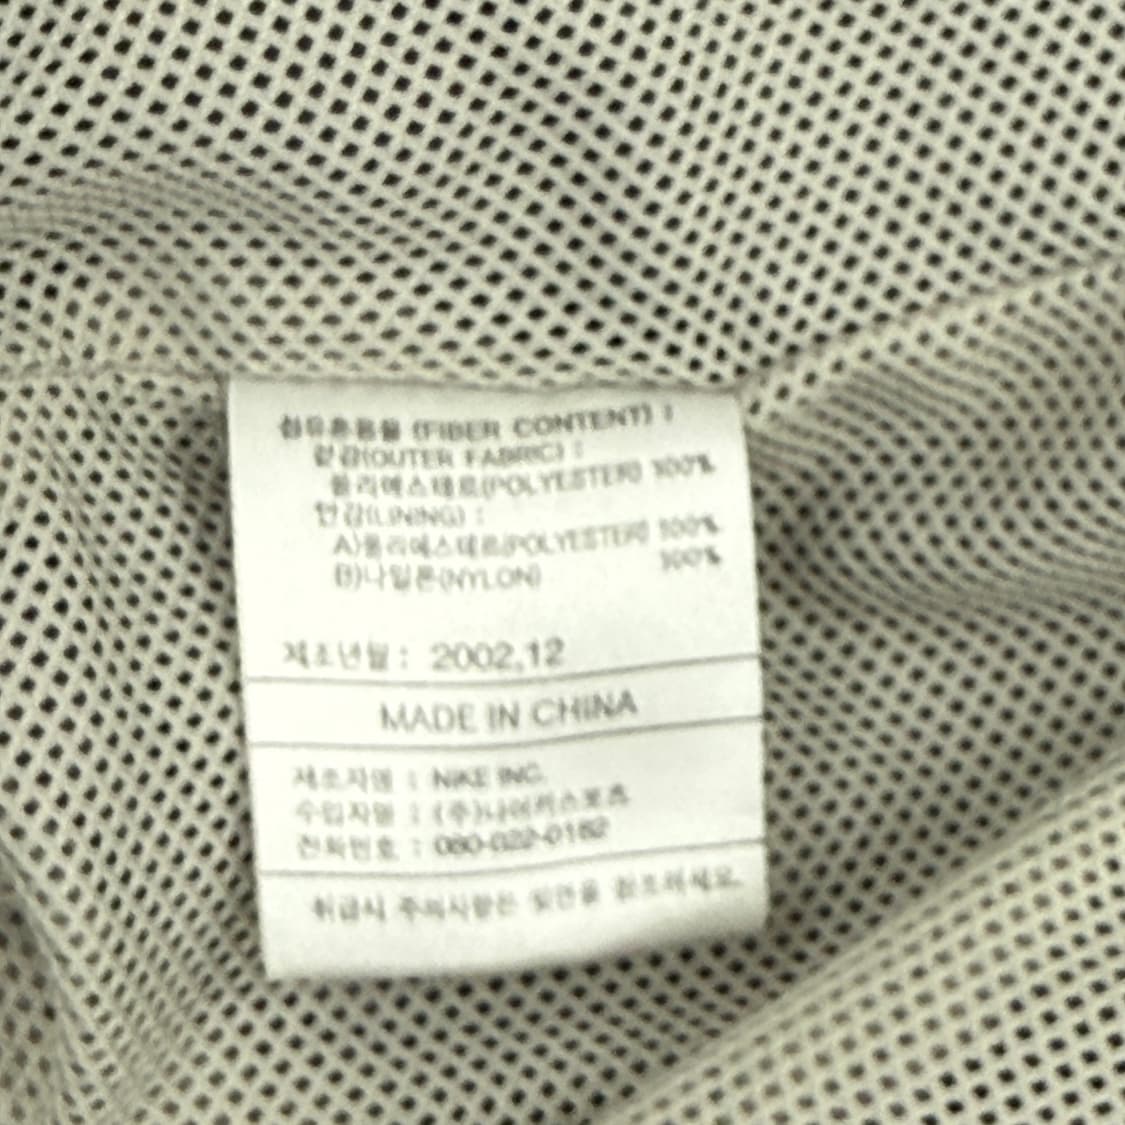 섬유혼용율 (FIBER CONTENT) :
겉감(OUTER FABRIC) :
폴리에스테르(POLYESTER) 100%
안감(LINING) :
A)폴리에스테르(POLYESTER) 100%
B)나일론(NYLON) 100%
제조년월 : 2002.12
MADE IN CHINA
제조자명 : NIKE INC.
수입자명 : (주)나이키스포츠
전화번호 : 080-022-0182
취급시 주의사항은 뒷면을 참조하세요.